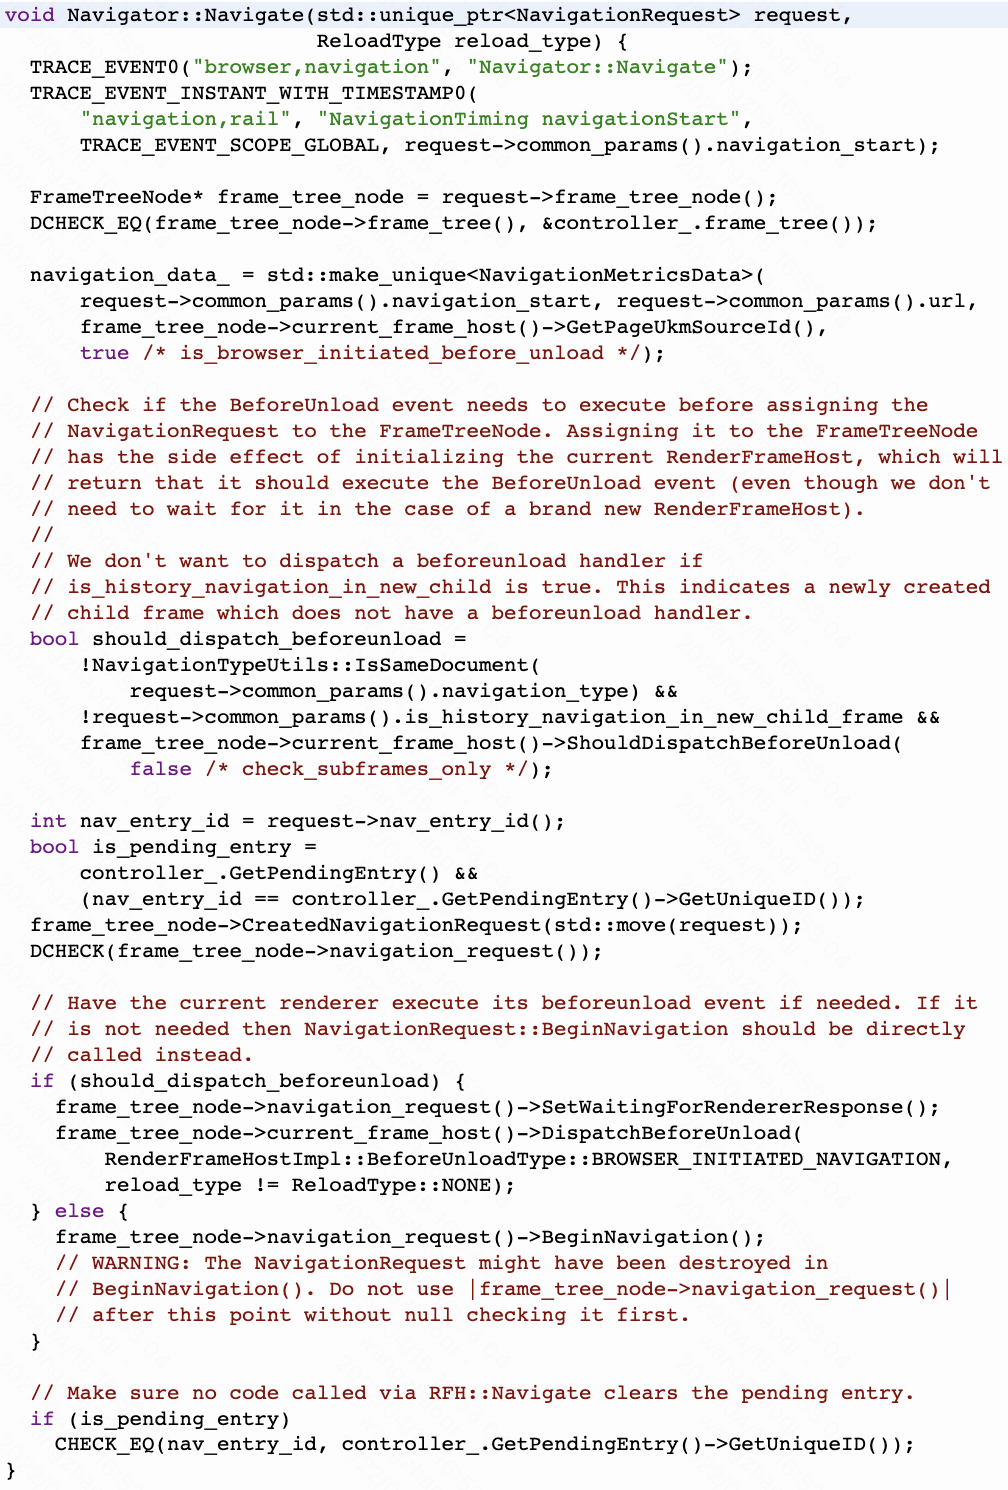 void Navigator::Navigate(std::unique_ptr<NavigationRequest> request,
                         ReloadType reload_type) {
  TRACE_EVENT0("browser,navigation", "Navigator::Navigate");
  TRACE_EVENT_INSTANT_WITH_TIMESTAMP0(
      "navigation,rail", "NavigationTiming navigationStart",
      TRACE_EVENT_SCOPE_GLOBAL, request->common_params().navigation_start);

  FrameTreeNode* frame_tree_node = request->frame_tree_node();
  DCHECK_EQ(frame_tree_node->frame_tree(), &controller_.frame_tree());

  navigation_data_ = std::make_unique<NavigationMetricsData>(
      request->common_params().navigation_start, request->common_params().url,
      frame_tree_node->current_frame_host()->GetPageUkmSourceId(),
      true /* is_browser_initiated_before_unload */);

  // Check if the BeforeUnload event needs to execute before assigning the
  // NavigationRequest to the FrameTreeNode. Assigning it to the FrameTreeNode
  // has the side effect of initializing the current RenderFrameHost, which will
  // return that it should execute the BeforeUnload event (even though we don't
  // need to wait for it in the case of a brand new RenderFrameHost).
  //
  // We don't want to dispatch a beforeunload handler if
  // is_history_navigation_in_new_child is true. This indicates a newly created
  // child frame which does not have a beforeunload handler.
  bool should_dispatch_beforeunload =
      !NavigationTypeUtils::IsSameDocument(
          request->common_params().navigation_type) &&
      !request->common_params().is_history_navigation_in_new_child_frame &&
      frame_tree_node->current_frame_host()->ShouldDispatchBeforeUnload(
          false /* check_subframes_only */);

  int nav_entry_id = request->nav_entry_id();
  bool is_pending_entry =
      controller_.GetPendingEntry() &&
      (nav_entry_id == controller_.GetPendingEntry()->GetUniqueID());
  frame_tree_node->CreatedNavigationRequest(std::move(request));
  DCHECK(frame_tree_node->navigation_request());

  // Have the current renderer execute its beforeunload event if needed. If it
  // is not needed then NavigationRequest::BeginNavigation should be directly
  // called instead.
  if (should_dispatch_beforeunload) {
    frame_tree_node->navigation_request()->SetWaitingForRendererResponse();
    frame_tree_node->current_frame_host()->DispatchBeforeUnload(
        RenderFrameHostImpl::BeforeUnloadType::BROWSER_INITIATED_NAVIGATION,
        reload_type != ReloadType::NONE);
  } else {
    frame_tree_node->navigation_request()->BeginNavigation();
    // WARNING: The NavigationRequest might have been destroyed in
    // BeginNavigation(). Do not use |frame_tree_node->navigation_request()|
    // after this point without null checking it first.
  }

  // Make sure no code called via RFH::Navigate clears the pending entry.
  if (is_pending_entry)
    CHECK_EQ(nav_entry_id, controller_.GetPendingEntry()->GetUniqueID());
}